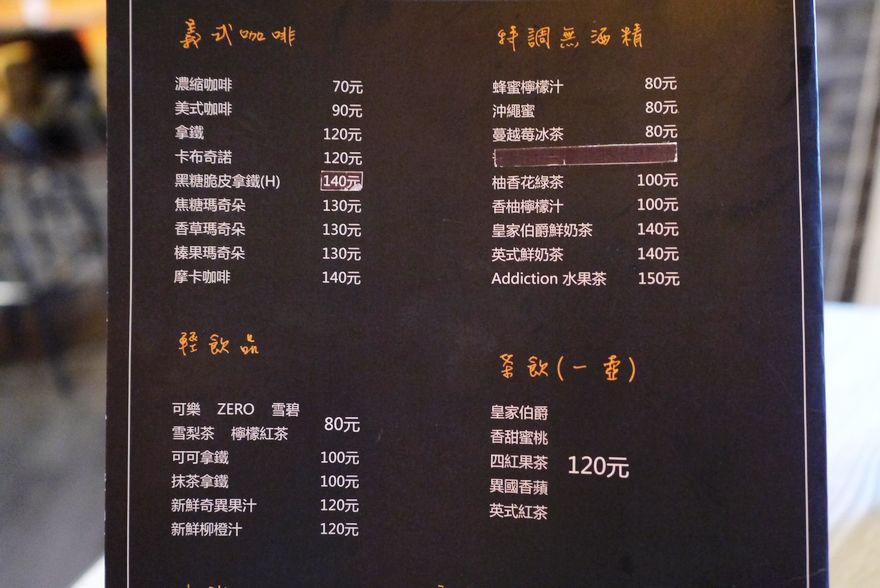 義式咖啡
濃縮咖啡 70元
美式咖啡 90元
拿鐵 120元
卡布奇諾 120元
黑糖脆皮拿鐵(H) 140元
焦糖瑪奇朵 130元
香草瑪奇朵 130元
榛果瑪奇朵 130元
摩卡咖啡 140元
特調無酒精
蜂蜜檸檬汁 80元
沖繩蜜 80元
蔓越莓冰茶 80元
柚香花綠茶 100元
香柚檸檬汁 100元
皇家伯爵鮮奶茶 140元
英式鮮奶茶 140元
Addiction 水果茶 150元
輕飲品
可樂 ZERO 雪碧
雪梨茶 檸檬紅茶 80元
可可拿鐵 100元
抹茶拿鐵 100元
新鮮奇異果汁 120元
新鮮柳橙汁 120元
茶飲(一壺)
皇家伯爵
香甜蜜桃
四紅果茶 120元
異國香蘋
英式紅茶